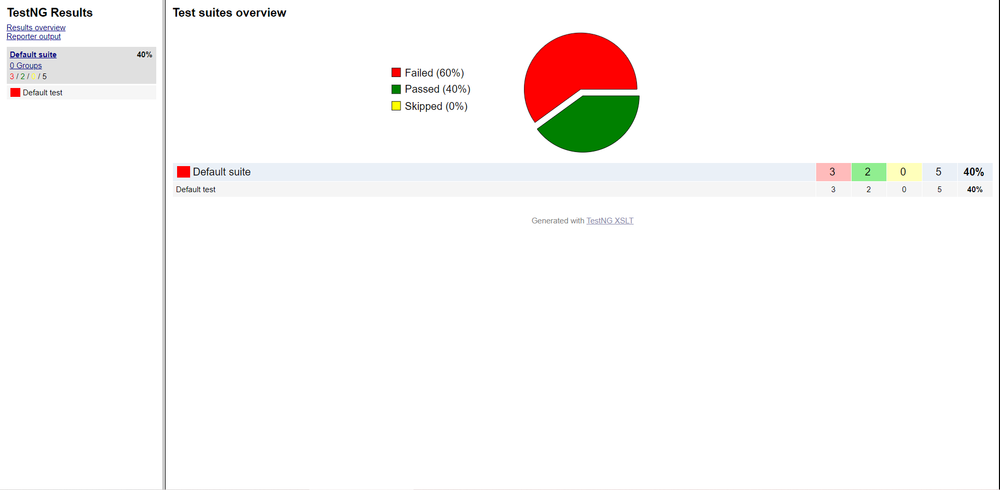 TestNG Results
Results overview
Reporter output
Default suite 40%
0 Groups
3 / 2 / 0 / 5
Default test
Test suites overview
Failed (60%)
Passed (40%)
Skipped (0%)
Default suite 3 2 0 5 40%
Default test 3 2 0 5 40%
Generated with TestNG XSLT